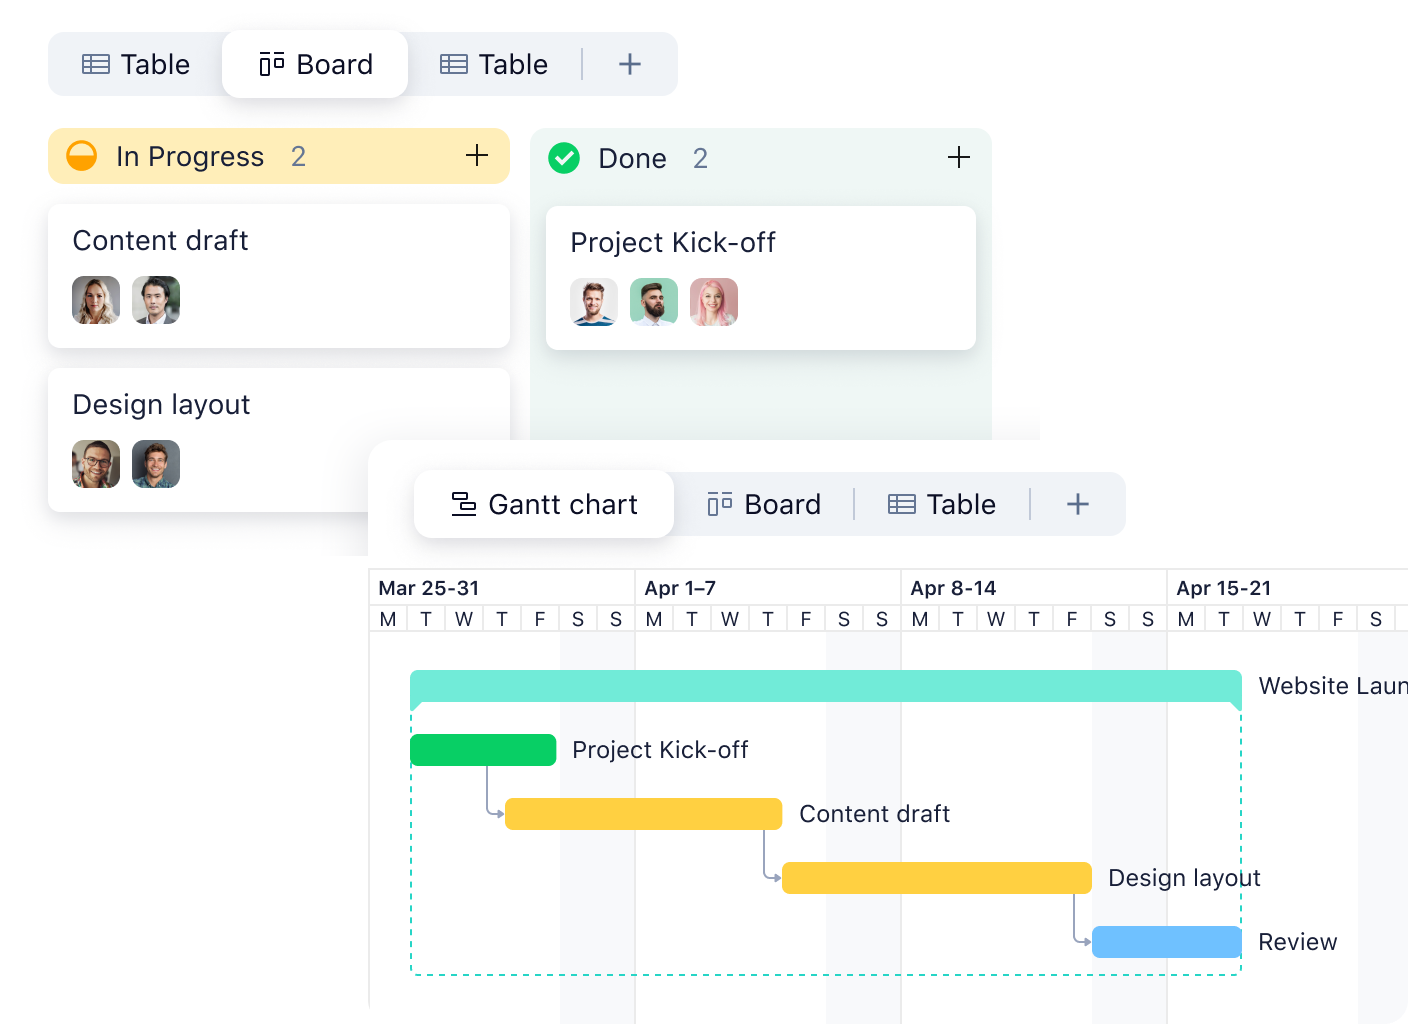 Table Board Table +
In Progress 2 +
Done 2 +
Content draft
Project Kick-off
Design layout
Gantt chart Board Table +
Mar 25-31 Apr 1–7 Apr 8-14 Apr 15-21
M T W T F S S M T W T F S S M T W T F S S M T W T F S
Website Laun
Project Kick-off
Content draft
Design layout
Review